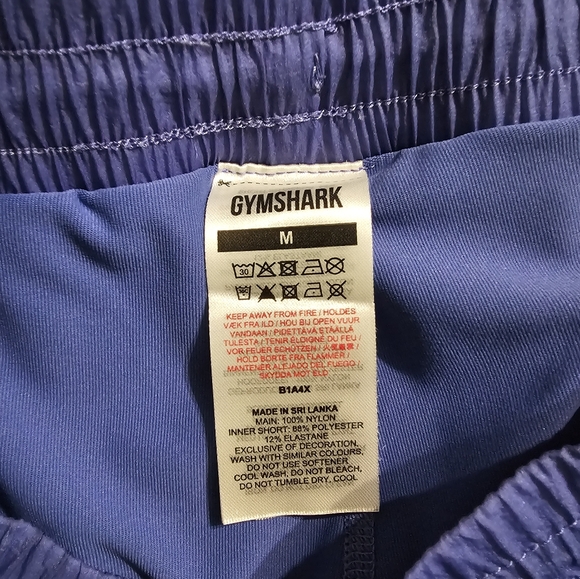 GYMSHARK
M
30
KEEP AWAY FROM FIRE / HOLDES
VÆK FRA ILD / HOU BIJ OPEN VUUR
VANDAAN / PIDETTÄVÄ STÄÄLLÄ
TULESTA / TENIR ÉLOIGNÉ DU FEU /
VOR FEUER SCHÜTZEN /
HOLD BORTE FRA FLAMMER /
MANTENER ALEJADO DEL FUEGO
SKYDDA MOT ELD
B1A4X
MADE IN SRI LANKA
MAIN: 100% NYLON
INNER SHORT: 88% POLYESTER
12% ELASTANE
EXCLUSIVE OF DECORATION.
WASH WITH SIMILAR COLOURS,
DO NOT USE SOFTENER
COOL WASH, DO NOT BLEACH,
DO NOT TUMBLE DRY, COOL